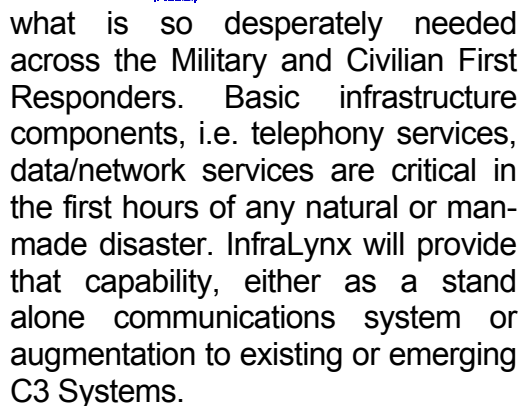 what is so desperately needed
across the Military and Civilian First
Responders. Basic infrastructure
components, i.e. telephony services,
data/network services are critical in
the first hours of any natural or man-
made disaster. InfraLynx will provide
that capability, either as a stand
alone communications system or
augmentation to existing or emerging
C3 Systems.